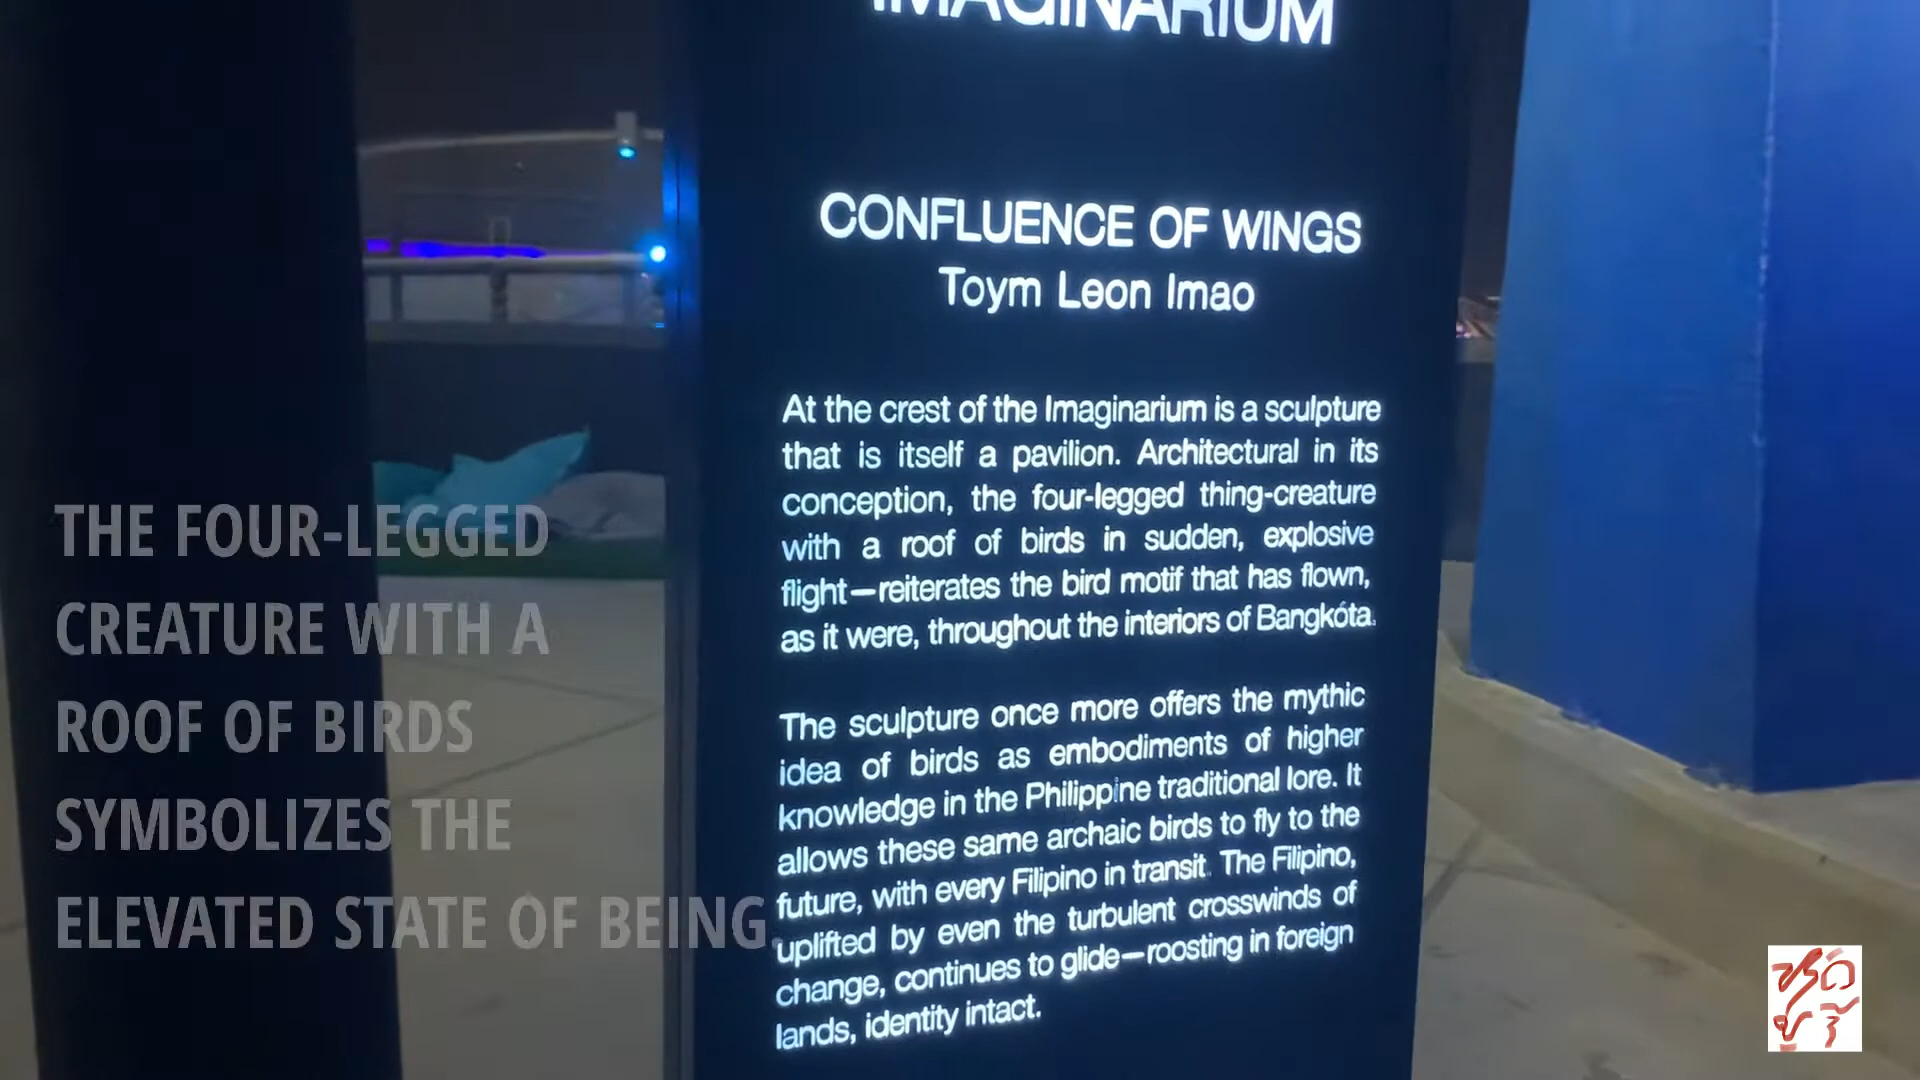 IMAGINARIUM
CONFLUENCE OF WINGS
Toym Leon Imao
At the crest of the Imaginarium is a sculpture
that is itself a pavilion. Architectural in its
conception, the four-legged thing-creature
with a roof of birds in sudden, explosive
flight—reiterates the bird motif that has flown,
as it were, throughout the interiors of Bangkóta.
The sculpture once more offers the mythic
idea of birds as embodiments of higher
knowledge in the Philippine traditional lore. It
allows these same archaic birds to fly to the
future, with every Filipino in transit. The Filipino,
uplifted by even the turbulent crosswinds of
change, continues to glide—roosting in foreign
lands, identity intact.
THE FOUR-LEGGED
CREATURE WITH A
ROOF OF BIRDS
SYMBOLIZES THE
ELEVATED STATE OF BEING.